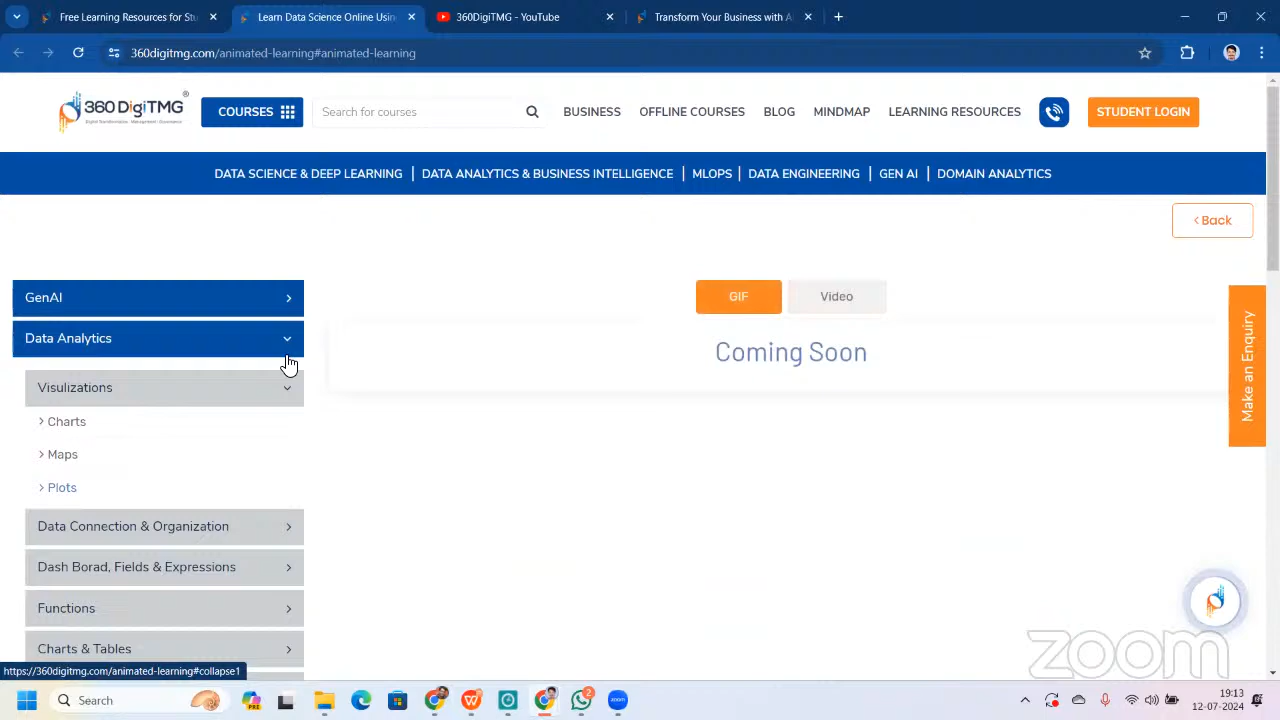 Free Learning Resources for Stu
Learn Data Science Online Usin
360DigiTMG - YouTube
Transform Your Business with A
360digitmg.com/animated-learning#animated-learning
360 DigiTMG
®
COURSES
Search for courses
BUSINESS
OFFLINE COURSES
BLOG
MINDMAP
LEARNING RESOURCES
STUDENT LOGIN
DATA SCIENCE & DEEP LEARNING | DATA ANALYTICS & BUSINESS INTELLIGENCE | MLOPS | DATA ENGINEERING | GEN AI | DOMAIN ANALYTICS
Back
GenAI
GIF
Video
Data Analytics
Coming Soon
Make an Enquiry
Visulizations
Charts
Maps
Plots
Data Connection & Organization
Dash Borad, Fields & Expressions
Functions
Charts & Tables
zoom
https://360digitmg.com/animated-learning#collapse1
Search
PRE
2
zoom
19:13
12-07-2024